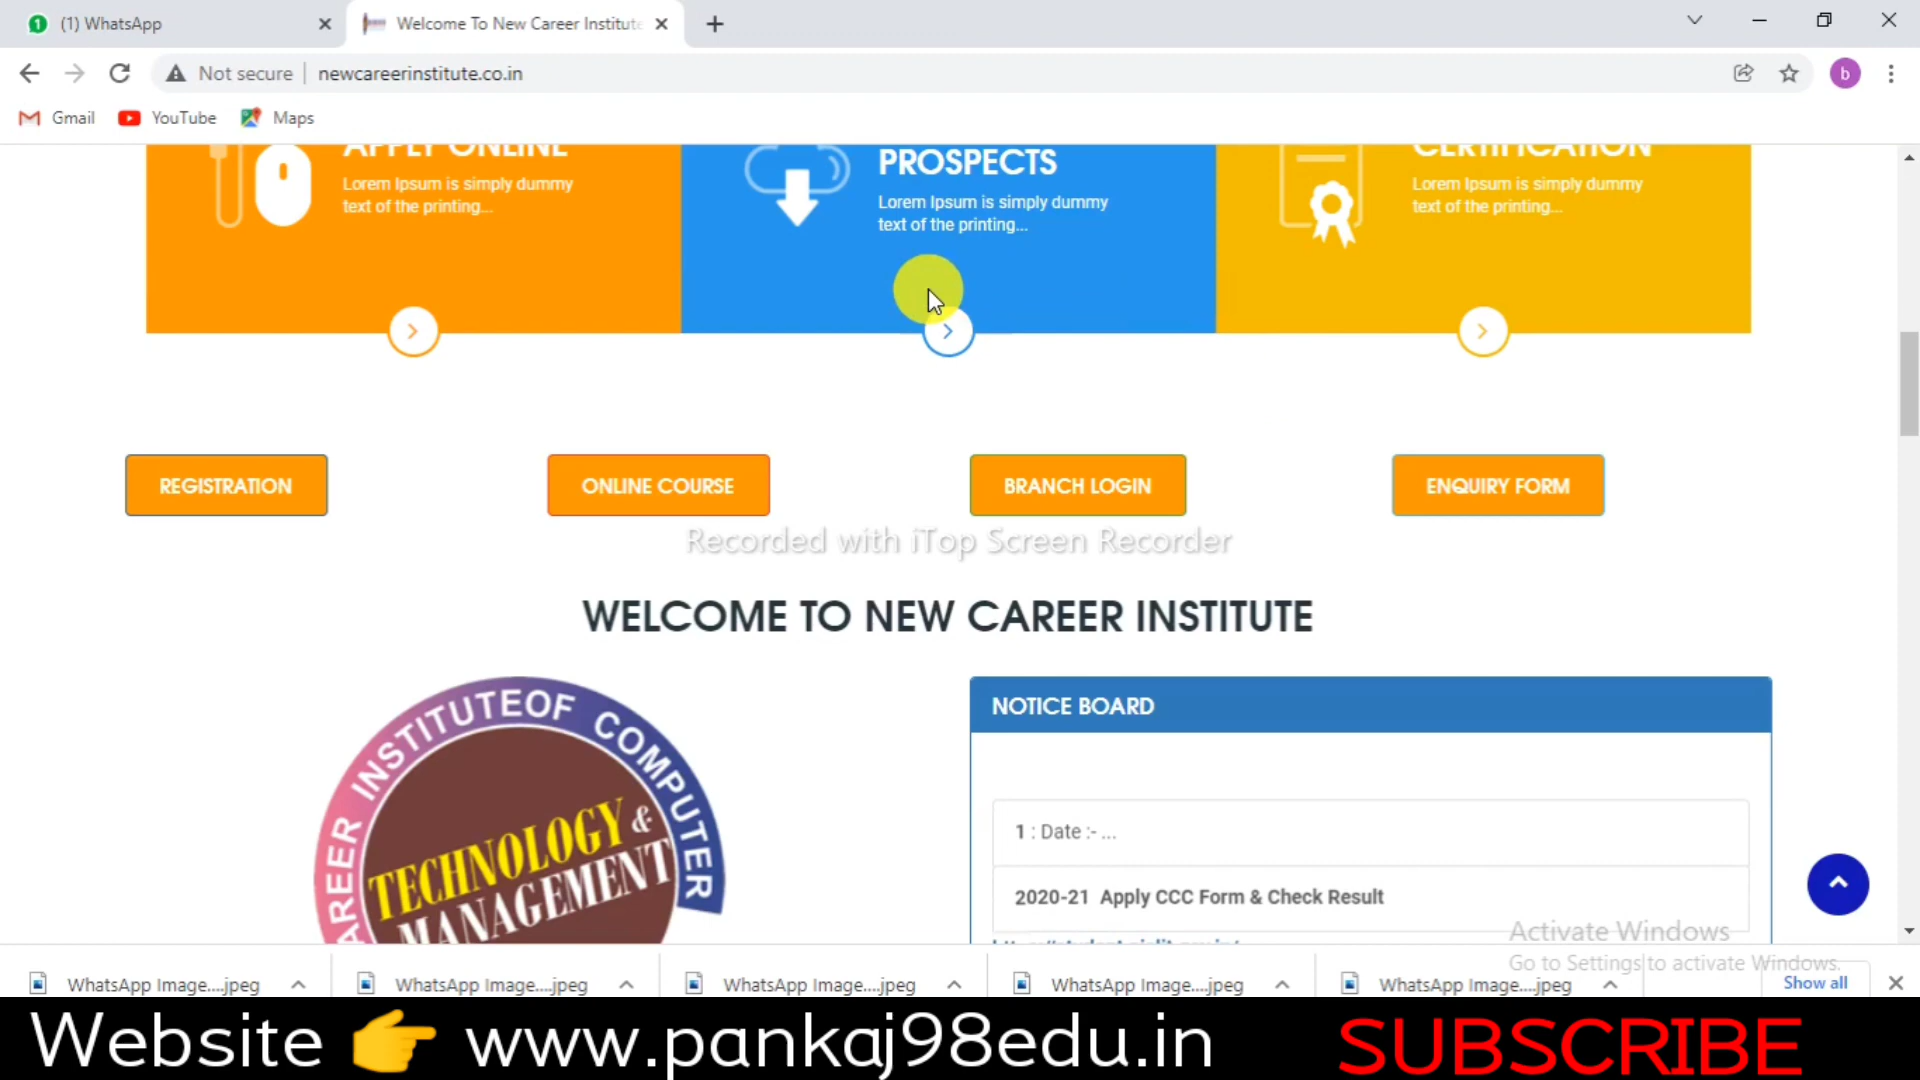 (1) WhatsApp
Welcome To New Career Institute
Not secure
newcareerinstitute.co.in
b
Gmail
YouTube
Maps
APPLY ONLINE
Lorem Ipsum is simply dummy
text of the printing...
PROSPECTS
Lorem Ipsum is simply dummy
text of the printing...
CERTIFICATION
Lorem Ipsum is simply dummy
text of the printing...
REGISTRATION
ONLINE COURSE
BRANCH LOGIN
ENQUIRY FORM
Recorded with iTop Screen Recorder
WELCOME TO NEW CAREER INSTITUTE
INSTITUTEOF COMPUTER
TECHNOLOGY &
MANAGEMENT
NOTICE BOARD
1 : Date :- ...
2020-21 Apply CCC Form & Check Result
Activate Windows
Go to Settings to activate Windows.
WhatsApp Image....jpeg
WhatsApp Image....jpeg
WhatsApp Image....jpeg
WhatsApp Image....jpeg
WhatsApp Image....jpeg
Show all
Website 👉 www.pankaj98edu.in
SUBSCRIBE